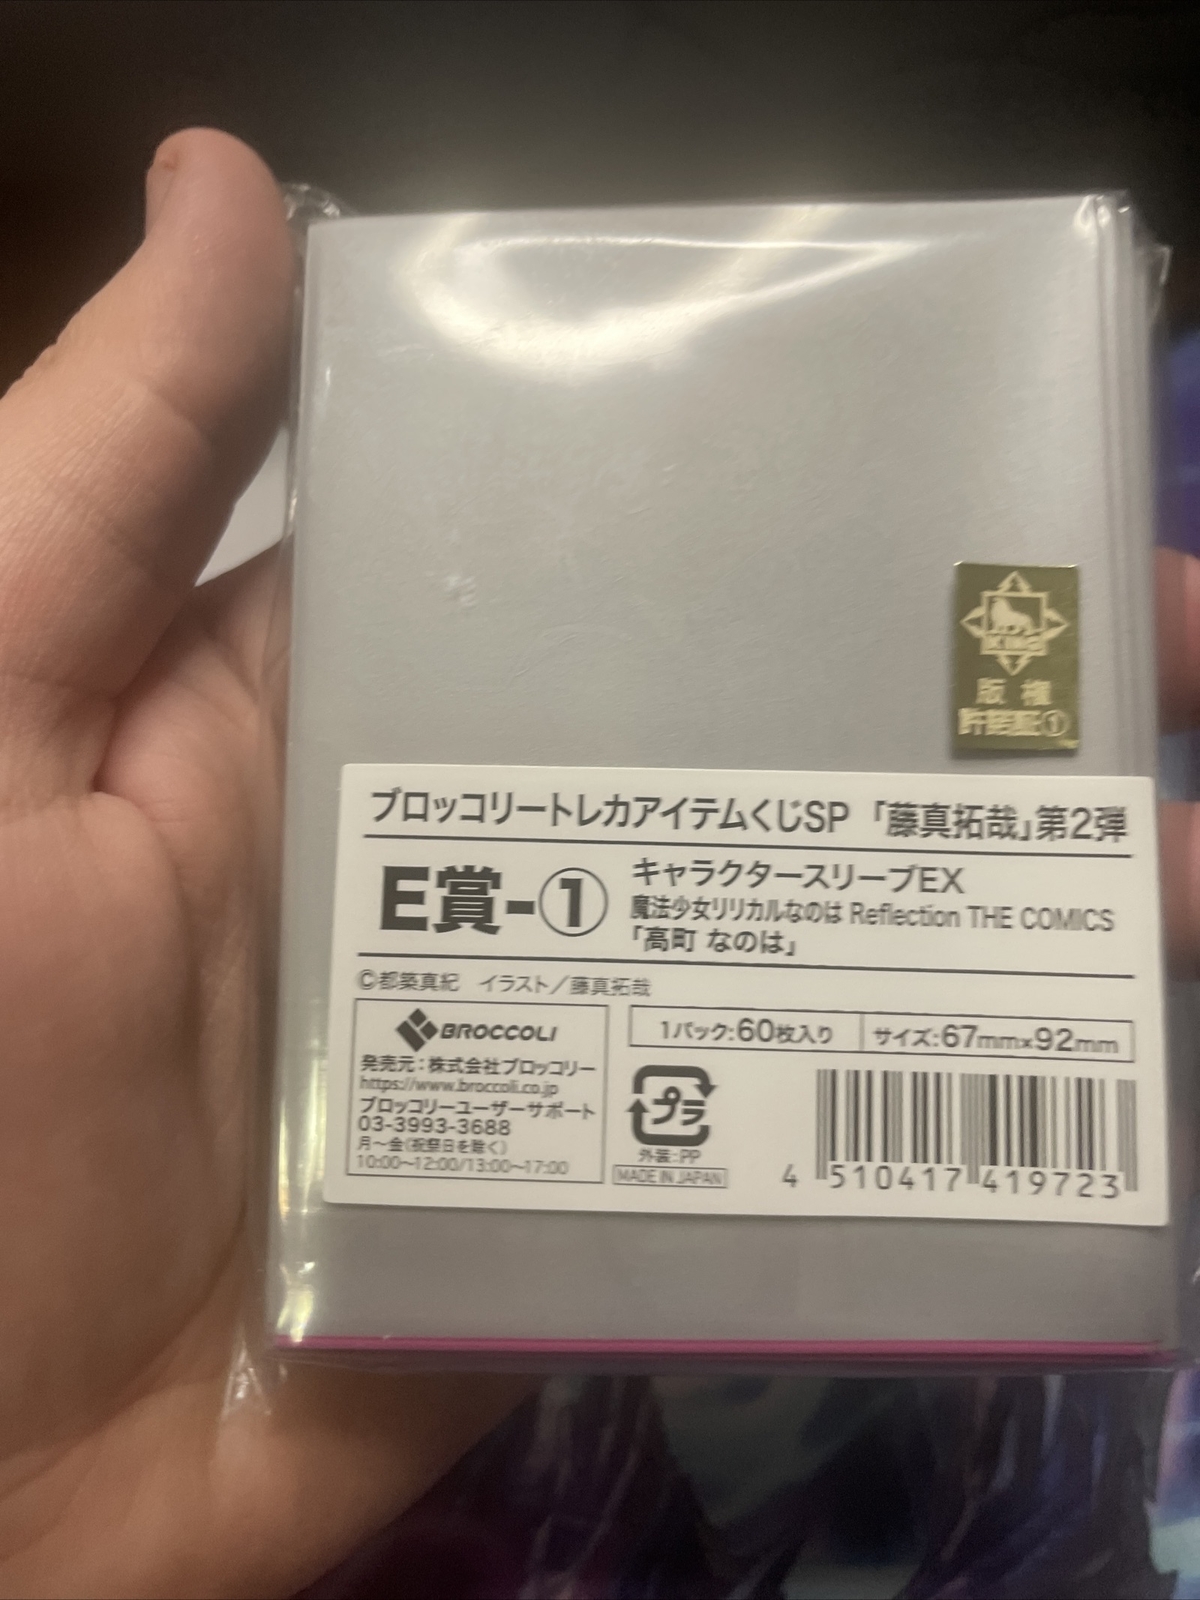 KING
版権
許諾証①
ブロッコリートレカアイテムくじSP 「藤真拓哉」第2弾
E賞-①
キャラクタースリーブEX
魔法少女リリカルなのは Reflection THE COMICS
「高町 なのは」
©都築真紀 イラスト／藤真拓哉
BROCCOLI
発売元：株式会社ブロッコリー
https://www.broccoli.co.jp
ブロッコリーユーザーサポート
03-3993-3688
月～金(祝祭日を除く)
10:00～12:00/13:00～17:00
1パック:60枚入り
サイズ:67mm×92mm
プラ
外装:PP
MADE IN JAPAN
4 510417 419723